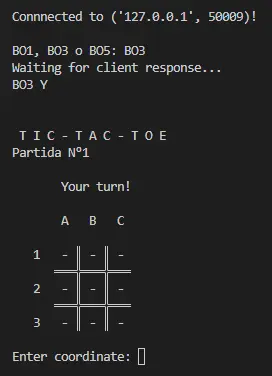 Connnected to ('127.0.0.1', 50009)!
BO1, BO3 o BO5: BO3
Waiting for client response...
BO3 Y
T I C - T A C - T O E
Partida Nº1
Your turn!
A B C
1 - ║ - ║ -
2 - ║ - ║ -
3 - ║ - ║ -
Enter coordinate: